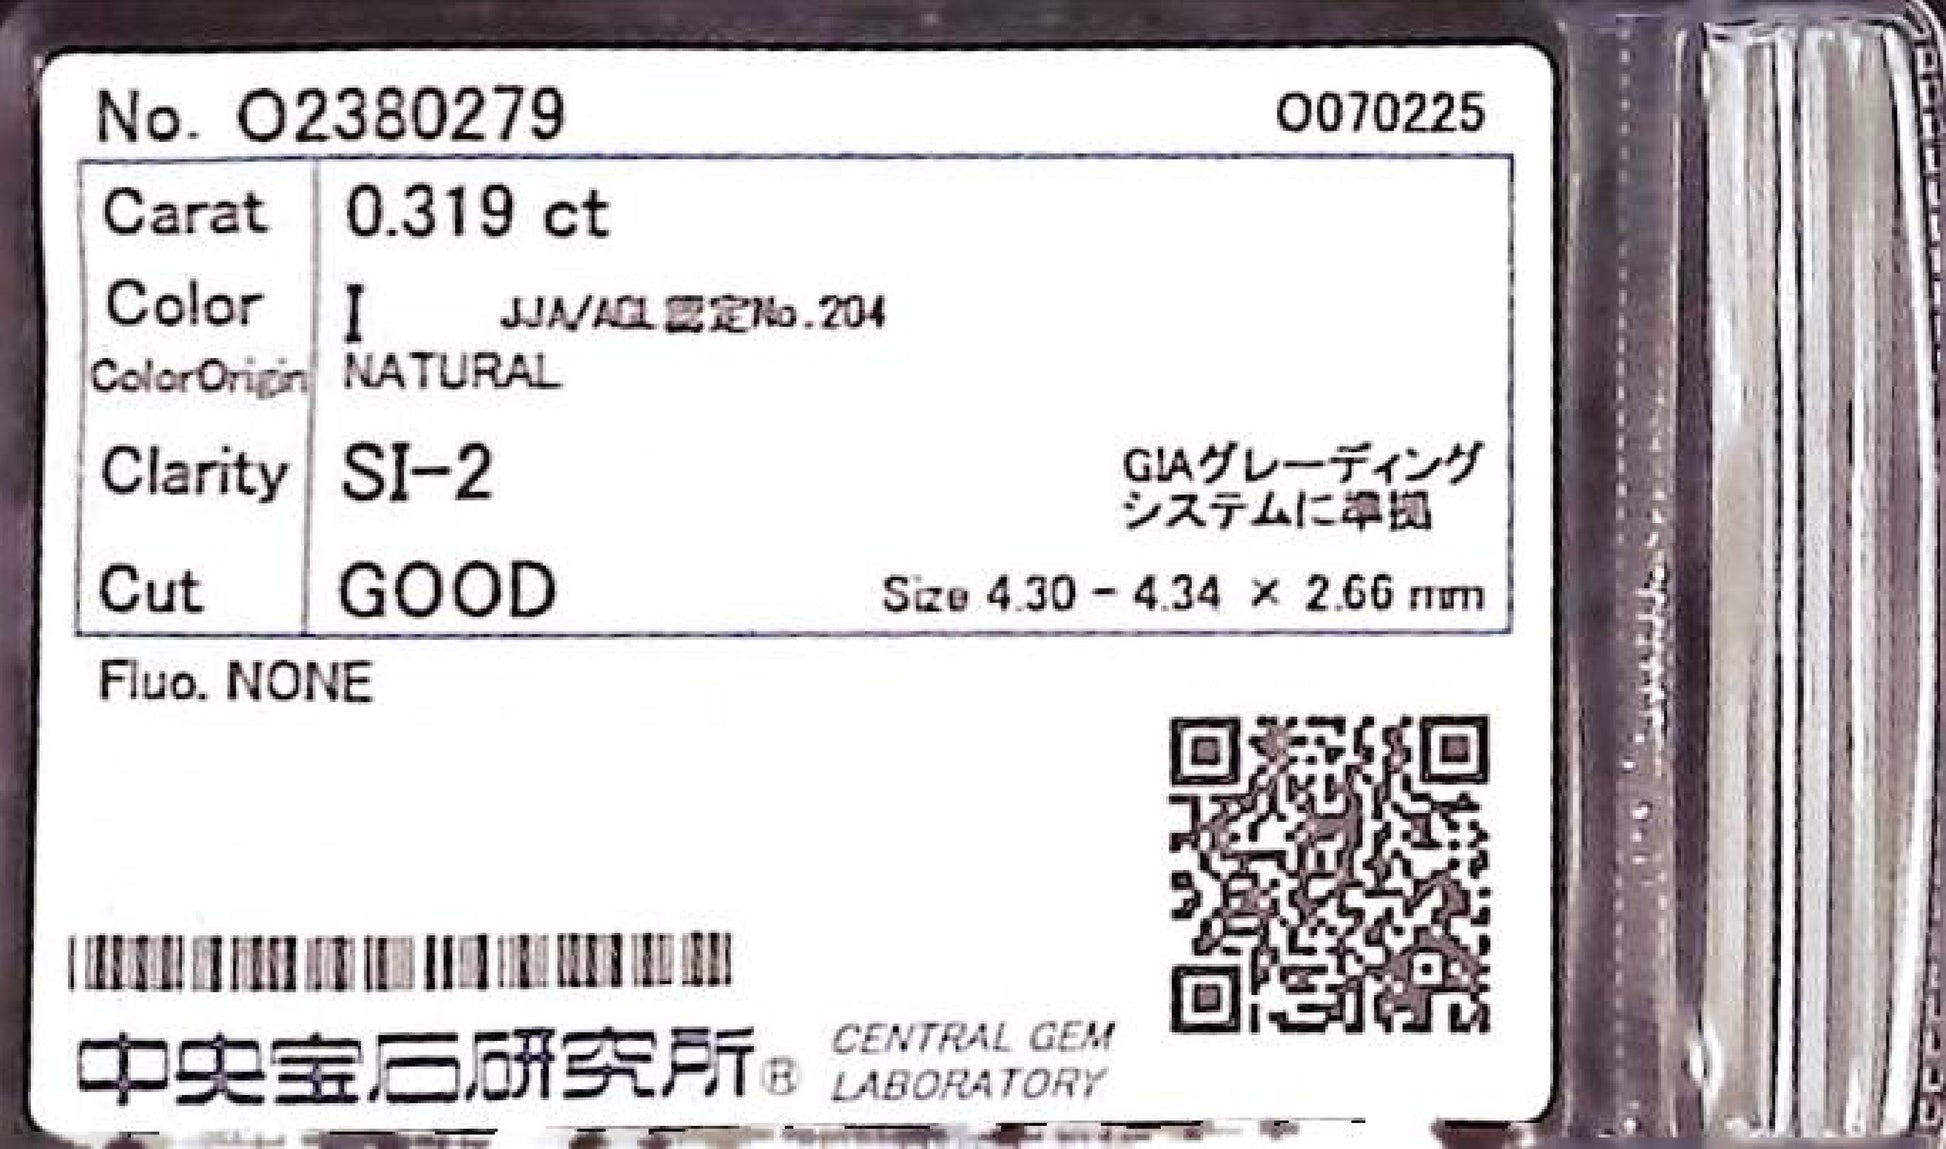 No. O2380279
O070225
Carat 0.319 ct
Color I JJA/AGL認定No.204
ColorOrigin NATURAL
Clarity SI-2
GIAグレーディング
システムに準拠
Cut GOOD Size 4.30 - 4.34 × 2.66 mm
Fluo. NONE
中央宝石研究所®
CENTRAL GEM
LABORATORY